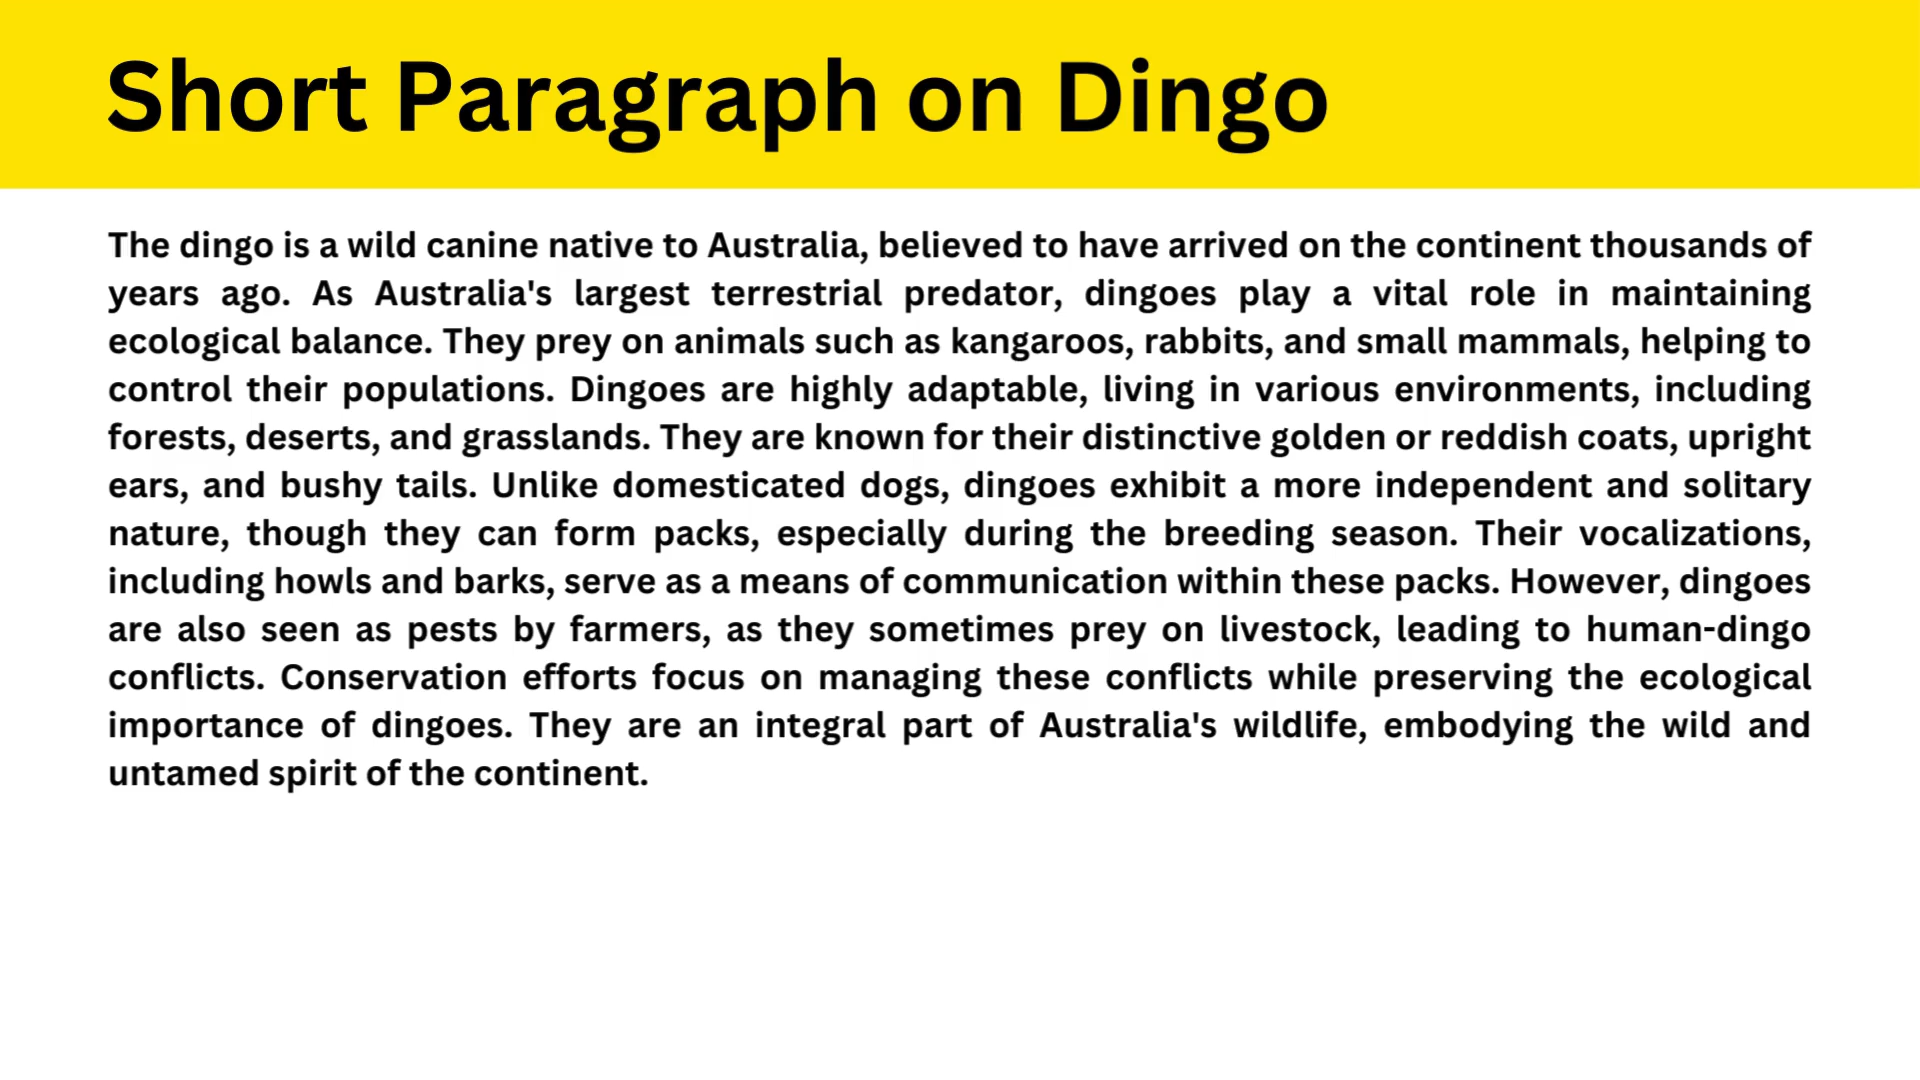 Short Paragraph on Dingo
The dingo is a wild canine native to Australia, believed to have arrived on the continent thousands of
years ago. As Australia's largest terrestrial predator, dingoes play a vital role in maintaining
ecological balance. They prey on animals such as kangaroos, rabbits, and small mammals, helping to
control their populations. Dingoes are highly adaptable, living in various environments, including
forests, deserts, and grasslands. They are known for their distinctive golden or reddish coats, upright
ears, and bushy tails. Unlike domesticated dogs, dingoes exhibit a more independent and solitary
nature, though they can form packs, especially during the breeding season. Their vocalizations,
including howls and barks, serve as a means of communication within these packs. However, dingoes
are also seen as pests by farmers, as they sometimes prey on livestock, leading to human-dingo
conflicts. Conservation efforts focus on managing these conflicts while preserving the ecological
importance of dingoes. They are an integral part of Australia's wildlife, embodying the wild and
untamed spirit of the continent.